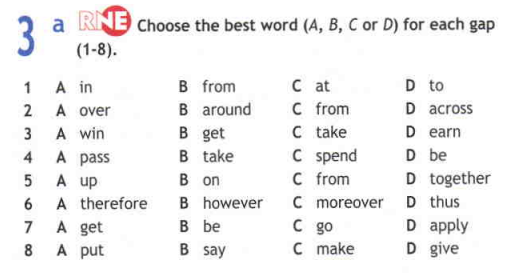 3 a RNE Choose the best word (A, B, C or D) for each gap
(1-8).
1 A in B from C at D to
2 A over B around C from D across
3 A win B get C take D earn
4 A pass B take C spend D be
5 A up B on C from D together
6 A therefore B however C moreover D thus
7 A get B be C go D apply
8 A put B say C make D give